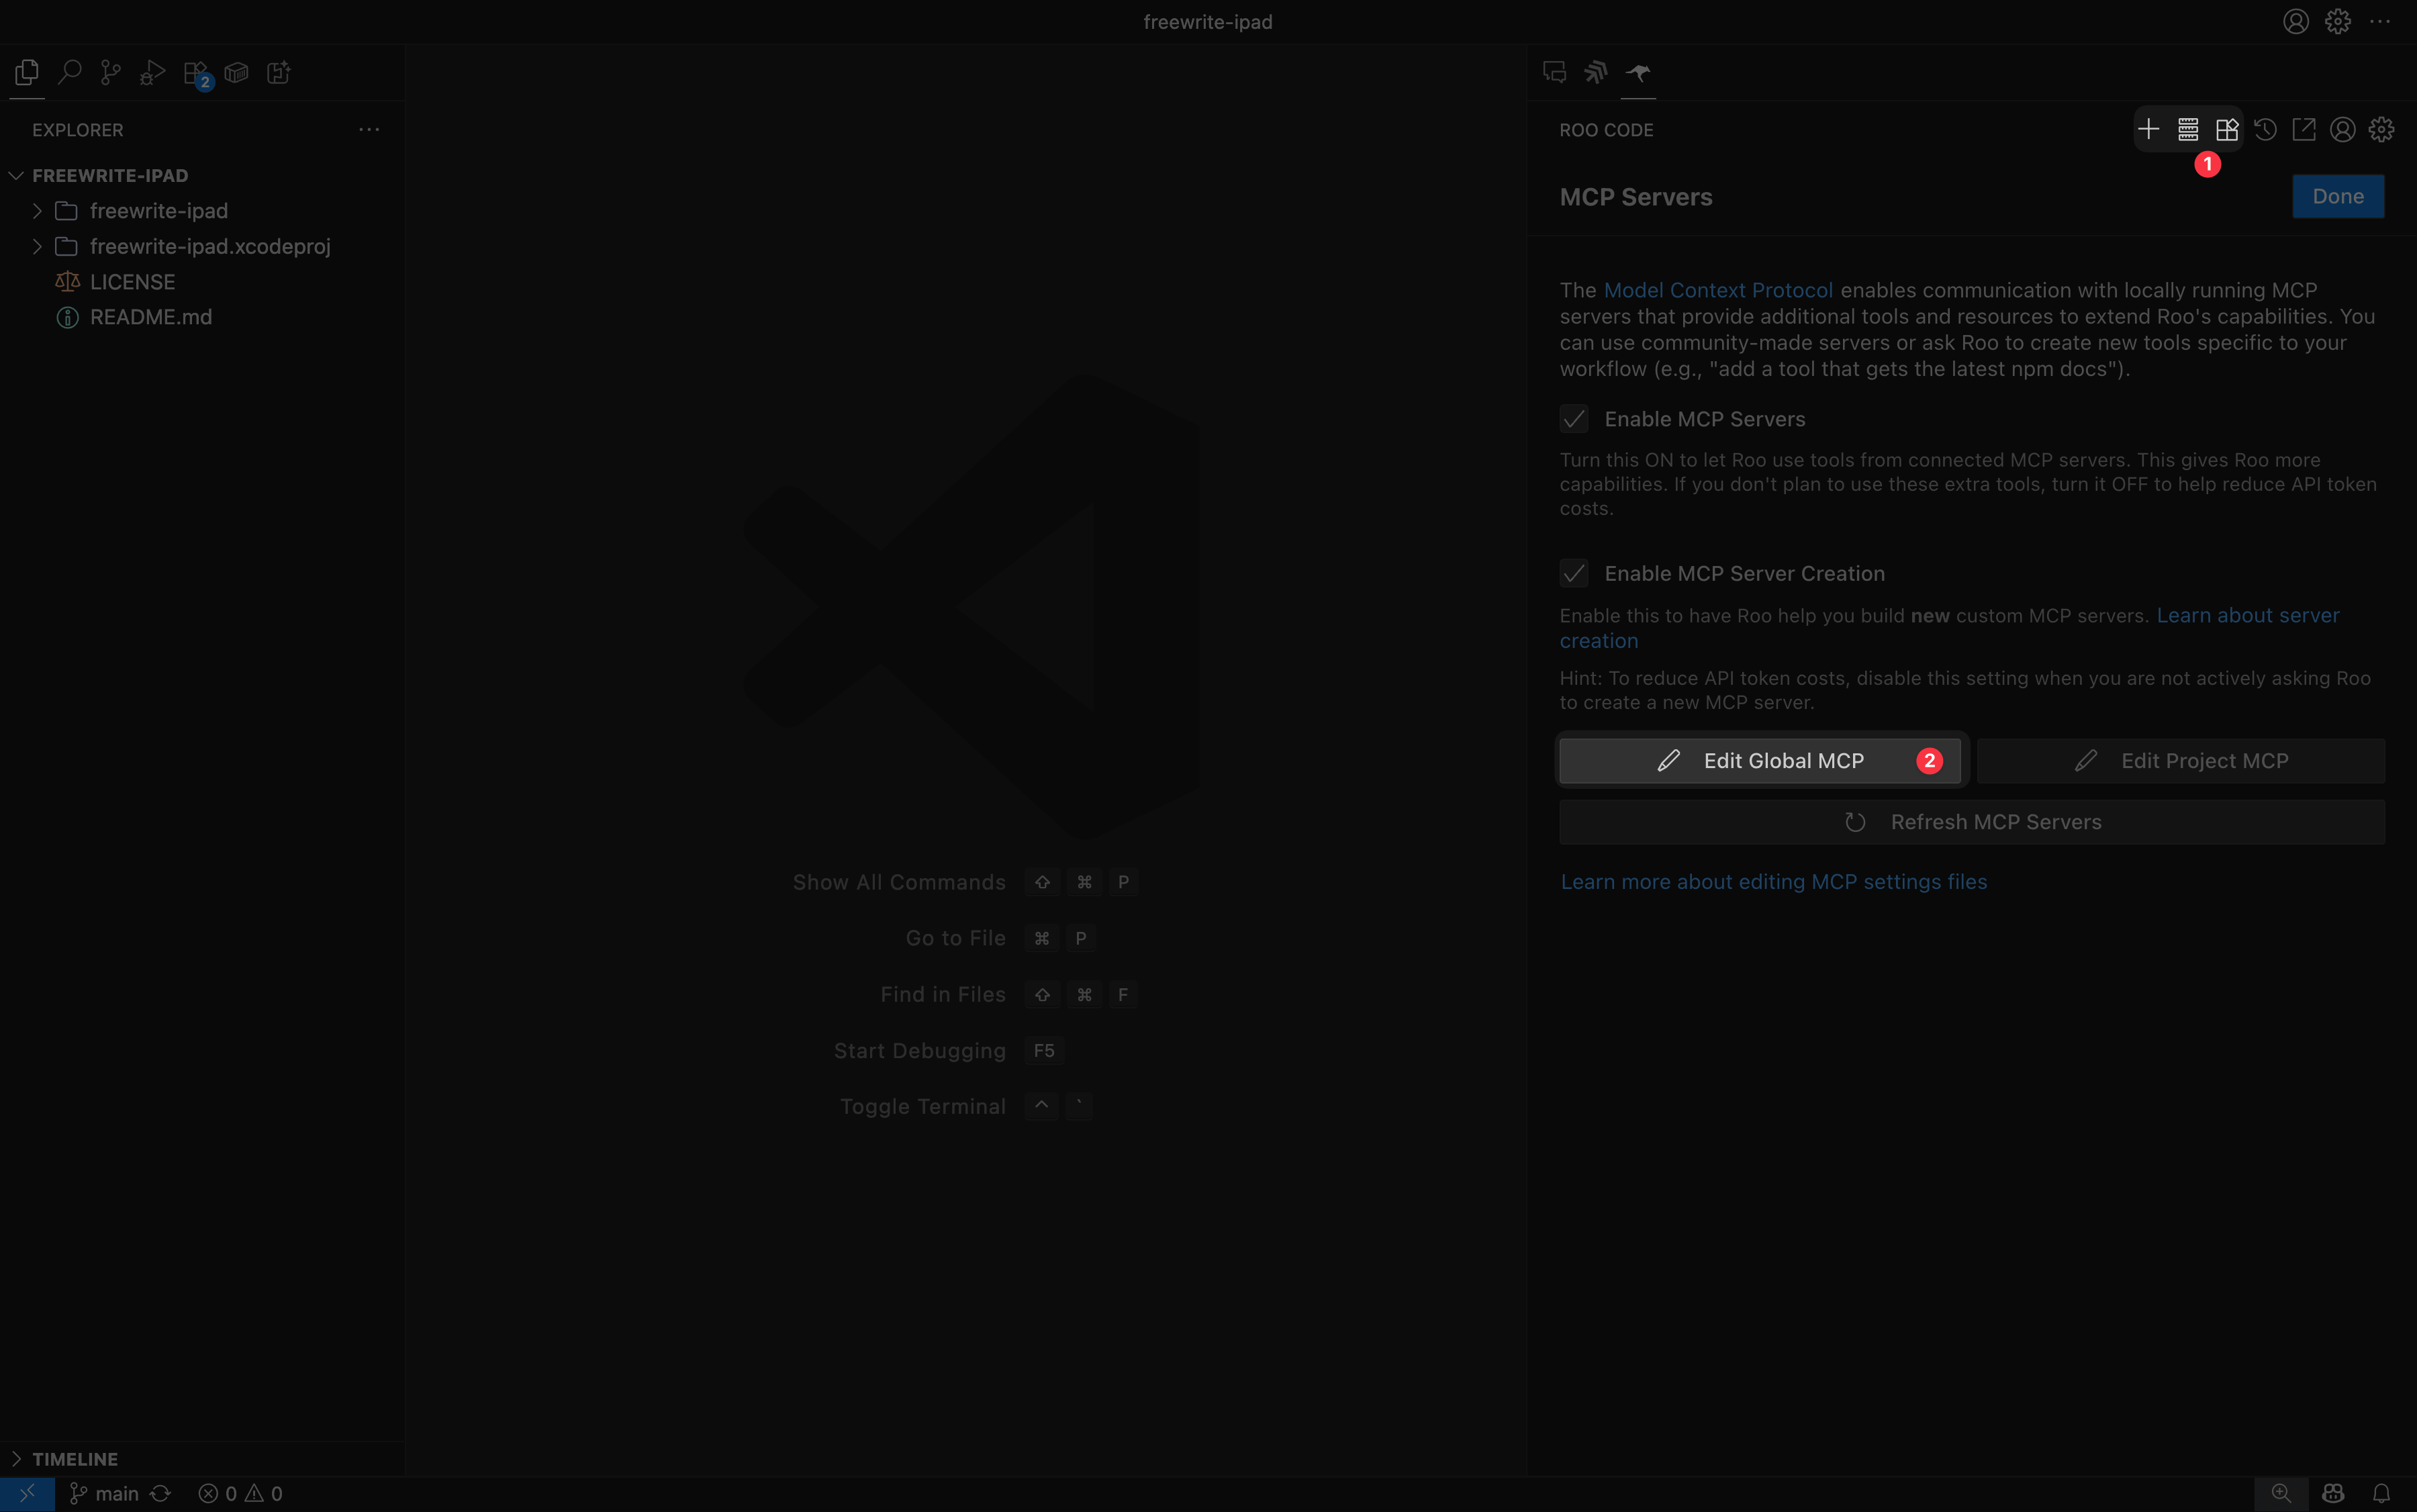 freewrite-ipad
2
EXPLORER
FREEWRITE-IPAD
freewrite-ipad
freewrite-ipad.xcodeproj
LICENSE
README.md
Show All Commands ⇧ ⌘ P
Go to File ⌘ P
Find in Files ⇧ ⌘ F
Start Debugging F5
Toggle Terminal ^ `
ROO CODE
1
MCP Servers
Done
The Model Context Protocol enables communication with locally running MCP
servers that provide additional tools and resources to extend Roo's capabilities. You
can use community-made servers or ask Roo to create new tools specific to your
workflow (e.g., "add a tool that gets the latest npm docs").
Enable MCP Servers
Turn this ON to let Roo use tools from connected MCP servers. This gives Roo more
capabilities. If you don't plan to use these extra tools, turn it OFF to help reduce API token
costs.
Enable MCP Server Creation
Enable this to have Roo help you build new custom MCP servers. Learn about server
creation
Hint: To reduce API token costs, disable this setting when you are not actively asking Roo
to create a new MCP server.
Edit Global MCP 2
Edit Project MCP
Refresh MCP Servers
Learn more about editing MCP settings files
TIMELINE
main 0 0